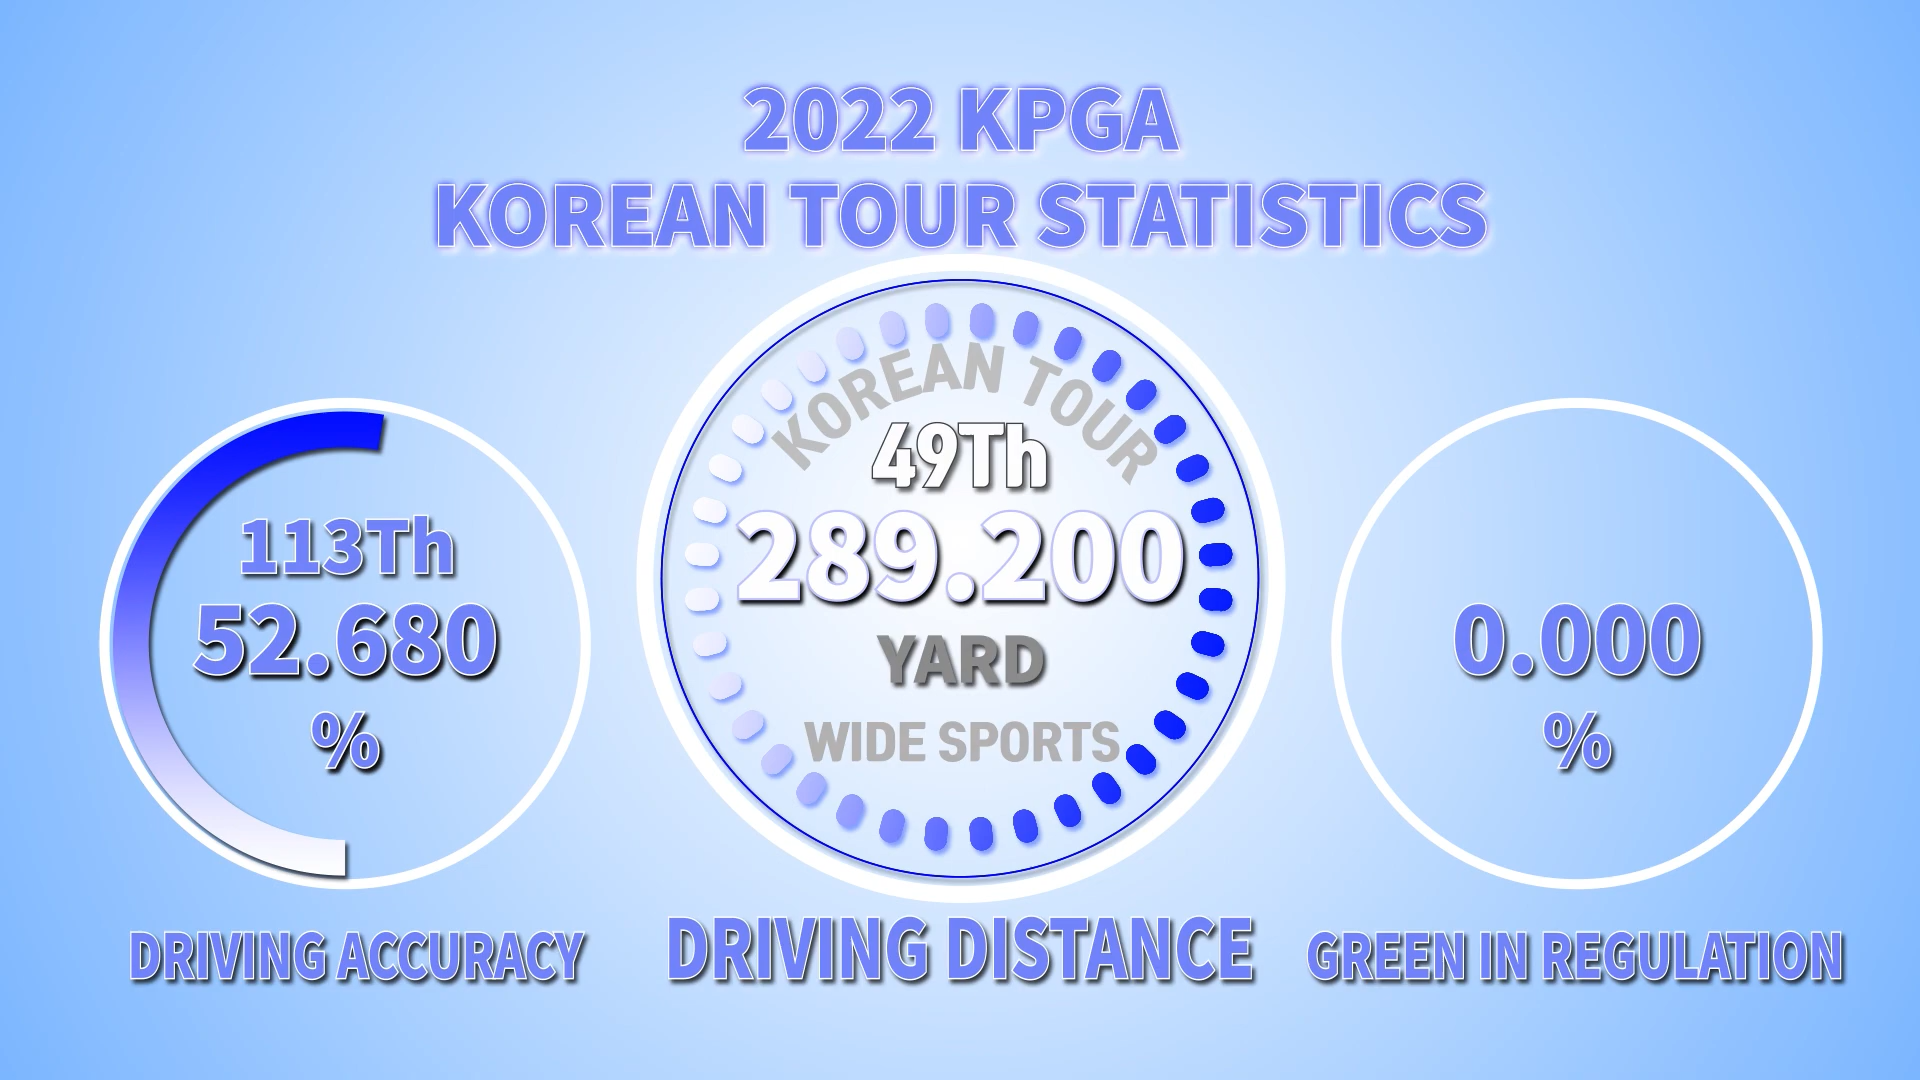 2022 KPGA
KOREAN TOUR STATISTICS
113Th
52.680
%
DRIVING ACCURACY
KOREAN TOUR
49Th
289.200
YARD
WIDE SPORTS
DRIVING DISTANCE
0.000
%
GREEN IN REGULATION